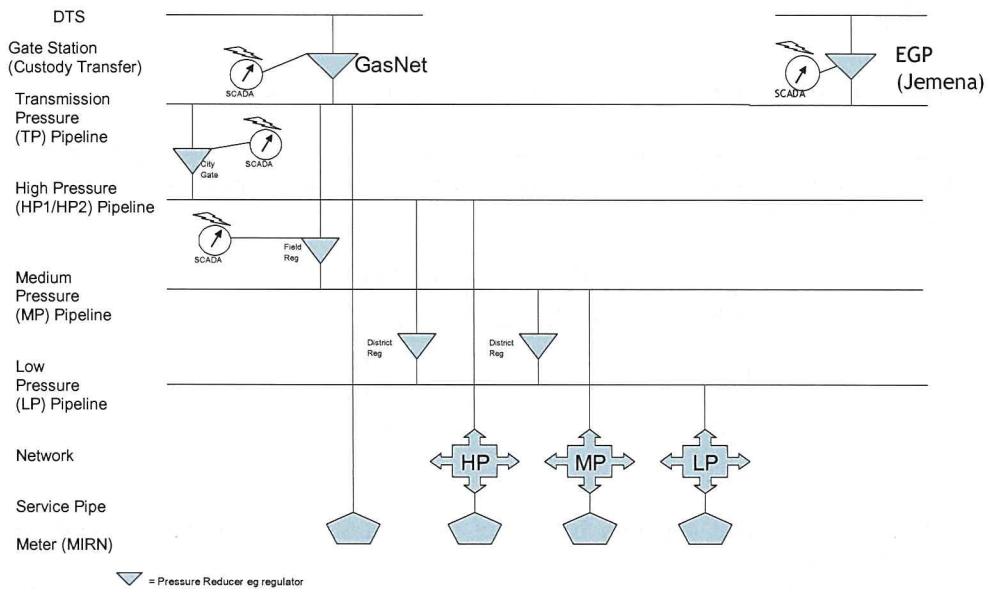 DTS
Gate Station
(Custody Transfer)
SCADA
GasNet
SCADA
EGP
(Jemena)
Transmission
Pressure
(TP) Pipeline
City
Gate
SCADA
High Pressure
(HP1/HP2) Pipeline
SCADA
Field
Reg
Medium
Pressure
(MP) Pipeline
District
Reg
District
Reg
Low
Pressure
(LP) Pipeline
Network
HP
MP
LP
Service Pipe
Meter (MIRN)
= Pressure Reducer eg regulator